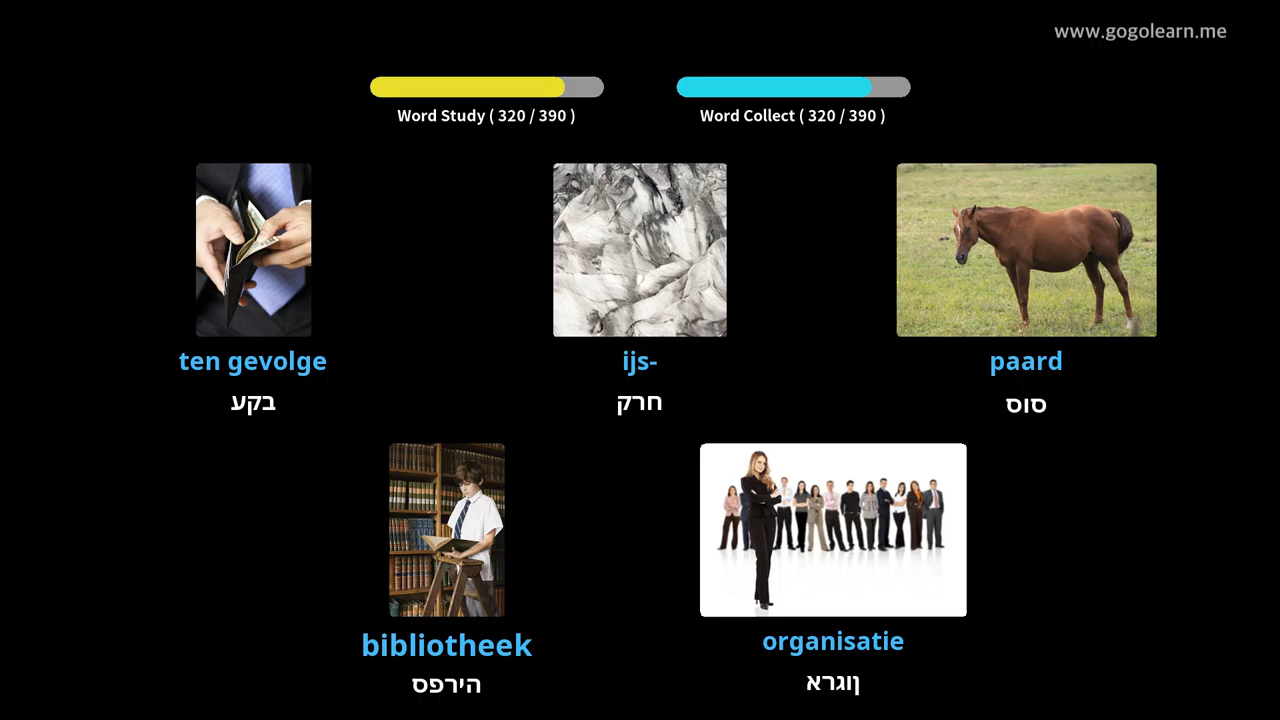 www.gogolearn.me
Word Study ( 320 / 390 )
Word Collect ( 320 / 390 )
ten gevolge
בקע
ijs-
חרק
paard
סוס
bibliotheek
הירפס
organisatie
ןוגרא